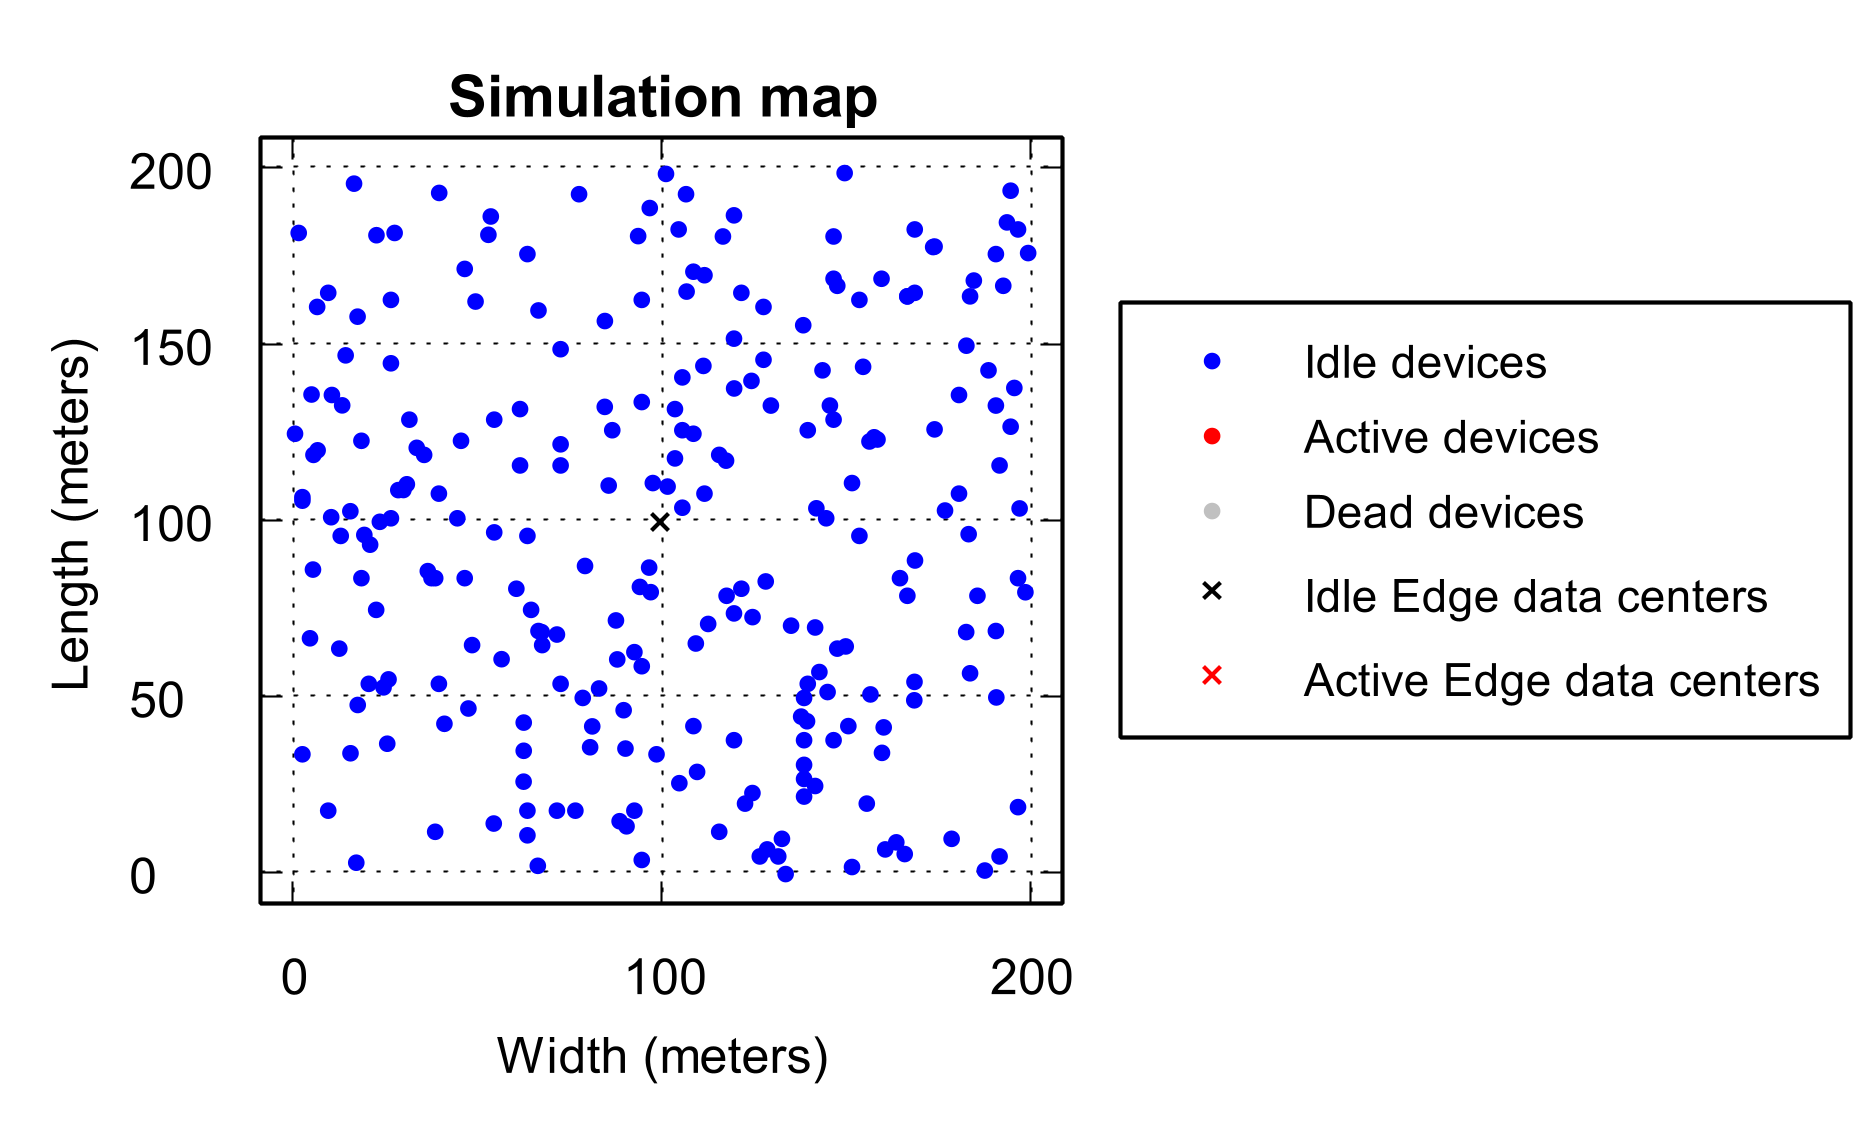 Simulation map
200
150
100
50
0
Length (meters)
0 100 200
Width (meters)
Idle devices
Active devices
Dead devices
Idle Edge data centers
Active Edge data centers